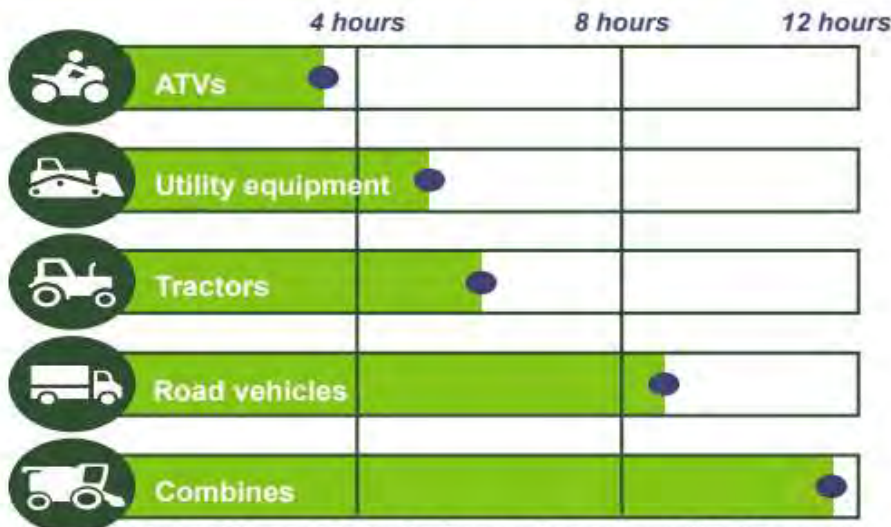 4 hours 8 hours 12 hours
ATVs
Utility equipment
Tractors
Road vehicles
Combines